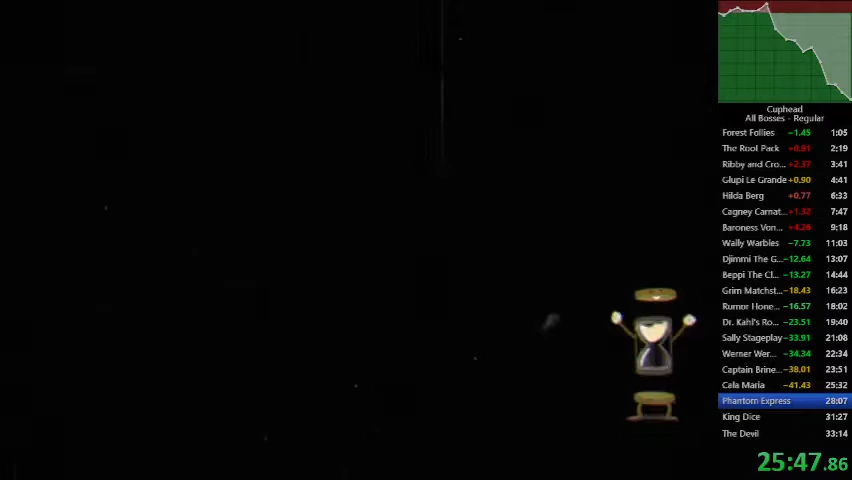 Cuphead
All Bosses - Regular
Forest Follies −1.45 1:05
The Root Pack +0.91 2:19
Ribby and Cro... +2.37 3:41
Glupi Le Grande +0.90 4:41
Hilda Berg +0.77 6:33
Cagney Carnat... +1.32 7:47
Baroness Von... +4.26 9:18
Wally Warbles −7.73 11:03
Djimmi The G... −12.64 13:07
Beppi The Cl... −13.27 14:44
Grim Matchst... −18.43 16:23
Rumor Hone... −16.57 18:02
Dr. Kahl's Ro... −23.51 19:40
Sally Stageplay −33.91 21:08
Werner Wer... −34.34 22:34
Captain Brine... −38.01 23:51
Cala Maria −41.43 25:32
Phantom Express 28:07
King Dice 31:27
The Devil 33:14
25:47.86